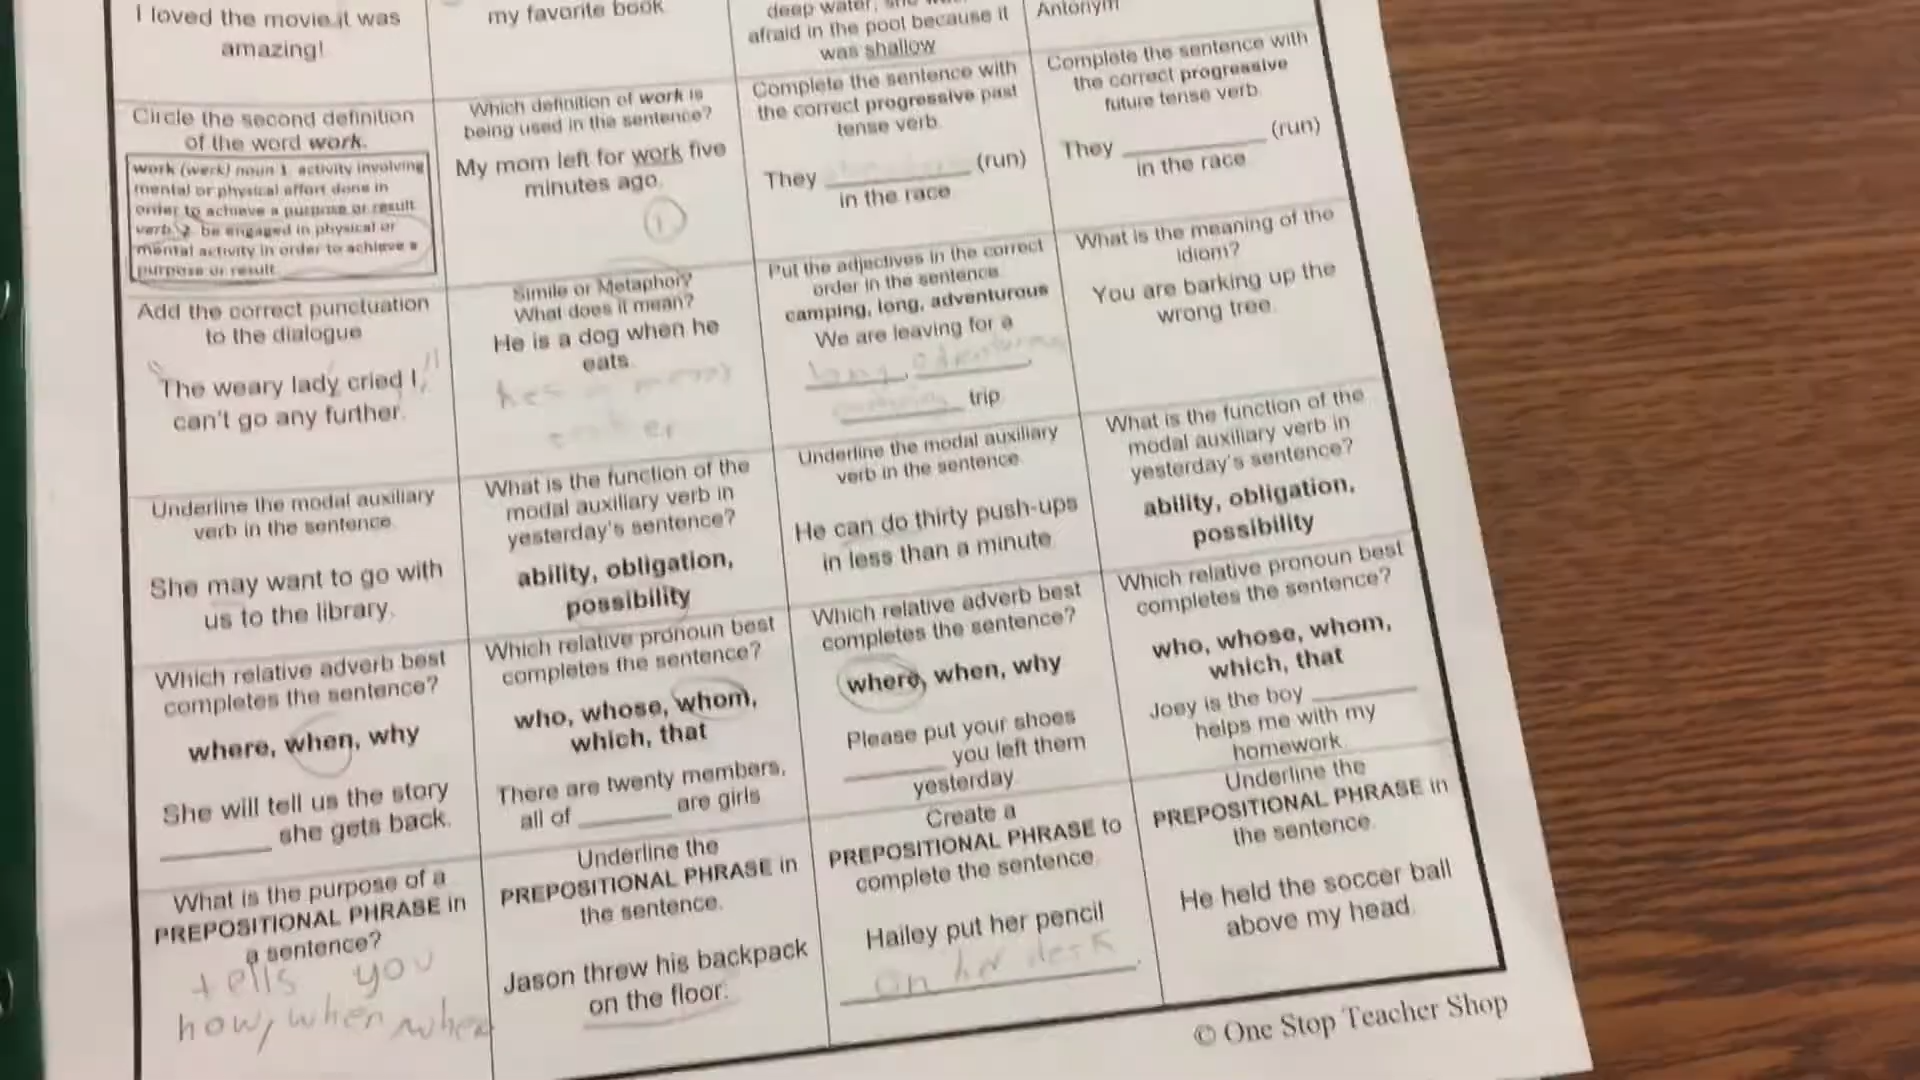 I loved the movie, it was
amazing!
my favorite book
afraid in the pool because it
was shallow
Antonym
Circle the second definition
of the word work.
work (werk) noun 1. activity involving
mental or physical effort done in
order to achieve a purpose or result
verb 2. be engaged in physical or
mental activity in order to achieve a
purpose or result
Which definition of work is
being used in the sentence?
My mom left for work five
minutes ago.
1
Complete the sentence with
the correct progressive past
tense verb.
They ________ (run)
in the race
Complete the sentence with
the correct progressive
future tense verb.
They ________ (run)
in the race
Add the correct punctuation
to the dialogue
"The weary lady cried I,"
can't go any further.
Simile or Metaphor?
What does it mean?
He is a dog when he
eats.
hes a messy
Put the adjectives in the correct
order in the sentence.
camping, long, adventurous
We are leaving for a
long, adventurous
trip
What is the meaning of the
idiom?
You are barking up the
wrong tree.
Underline the modal auxiliary
verb in the sentence.
She may want to go with
us to the library.
What is the function of the
modal auxiliary verb in
yesterday's sentence?
ability, obligation,
possibility
Underline the modal auxiliary
verb in the sentence.
He can do thirty push-ups
in less than a minute
What is the function of the
modal auxiliary verb in
yesterday's sentence?
ability, obligation,
possibility
Which relative adverb best
completes the sentence?
where, when, why
She will tell us the story
________ she gets back.
Which relative pronoun best
completes the sentence?
who, whose, whom,
which, that
There are twenty members,
all of ________ are girls
Which relative adverb best
completes the sentence?
where, when, why
Please put your shoes
________ you left them
yesterday
Which relative pronoun best
completes the sentence?
who, whose, whom,
which, that
Joey is the boy ________
helps me with my
homework.
What is the purpose of a
PREPOSITIONAL PHRASE in
a sentence?
tells you
how, when, wher
Underline the
PREPOSITIONAL PHRASE in
the sentence.
Jason threw his backpack
on the floor.
Create a
PREPOSITIONAL PHRASE to
complete the sentence.
Hailey put her pencil
on her desk.
Underline the
PREPOSITIONAL PHRASE in
the sentence.
He held the soccer ball
above my head.
© One Stop Teacher Shop